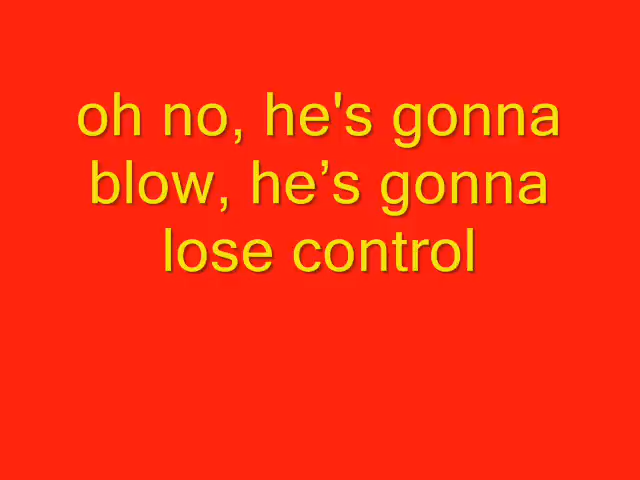 oh no, he's gonna
blow, he’s gonna
lose control